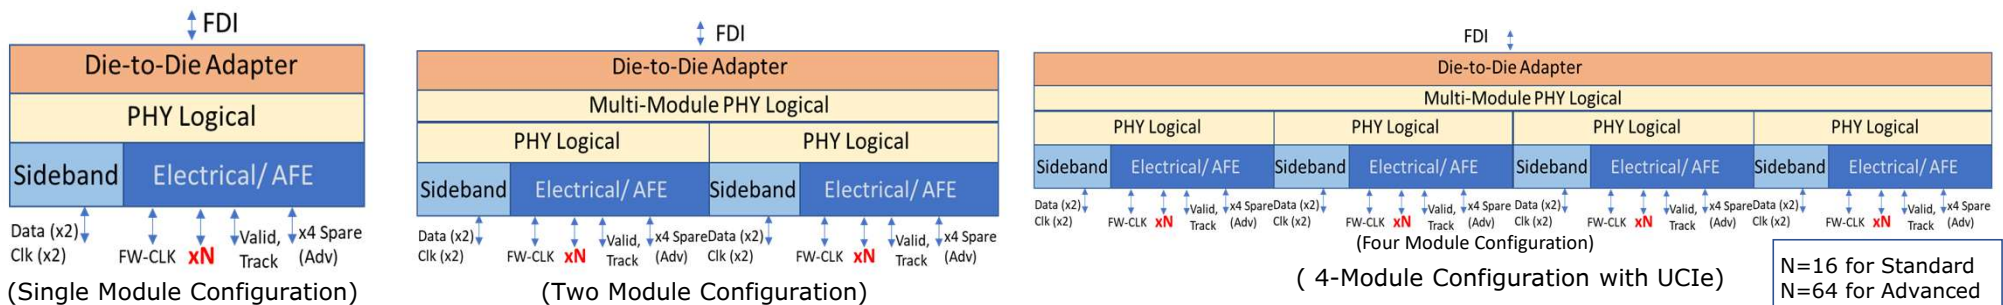 FDI
Die-to-Die Adapter
PHY Logical
Sideband Electrical/ AFE
Data (x2)
Clk (x2)
FW-CLK xN Valid,
Track
x4 Spare
(Adv)
(Single Module Configuration)
FDI
Die-to-Die Adapter
Multi-Module PHY Logical
PHY Logical PHY Logical
Sideband Electrical/ AFE Sideband Electrical/ AFE
Data (x2)
Clk (x2)
FW-CLK xN Valid,
Track
x4 Spare
(Adv)
Data (x2)
Clk (x2)
FW-CLK xN Valid,
Track
x4 Spare
(Adv)
(Two Module Configuration)
FDI
Die-to-Die Adapter
Multi-Module PHY Logical
PHY Logical PHY Logical PHY Logical PHY Logical
Sideband Electrical/ AFE Sideband Electrical/ AFE Sideband Electrical/ AFE Sideband Electrical/ AFE
Data (x2)
Clk (x2)
FW-CLK xN Valid,
Track
x4 Spare
(Adv)
Data (x2)
Clk (x2)
FW-CLK xN Valid,
Track
x4 Spare
(Adv)
Data (x2)
Clk (x2)
FW-CLK xN Valid,
Track
x4 Spare
(Adv)
Data (x2)
Clk (x2)
FW-CLK xN Valid,
Track
x4 Spare
(Adv)
(Four Module Configuration)
( 4-Module Configuration with UCIe)
N=16 for Standard
N=64 for Advanced